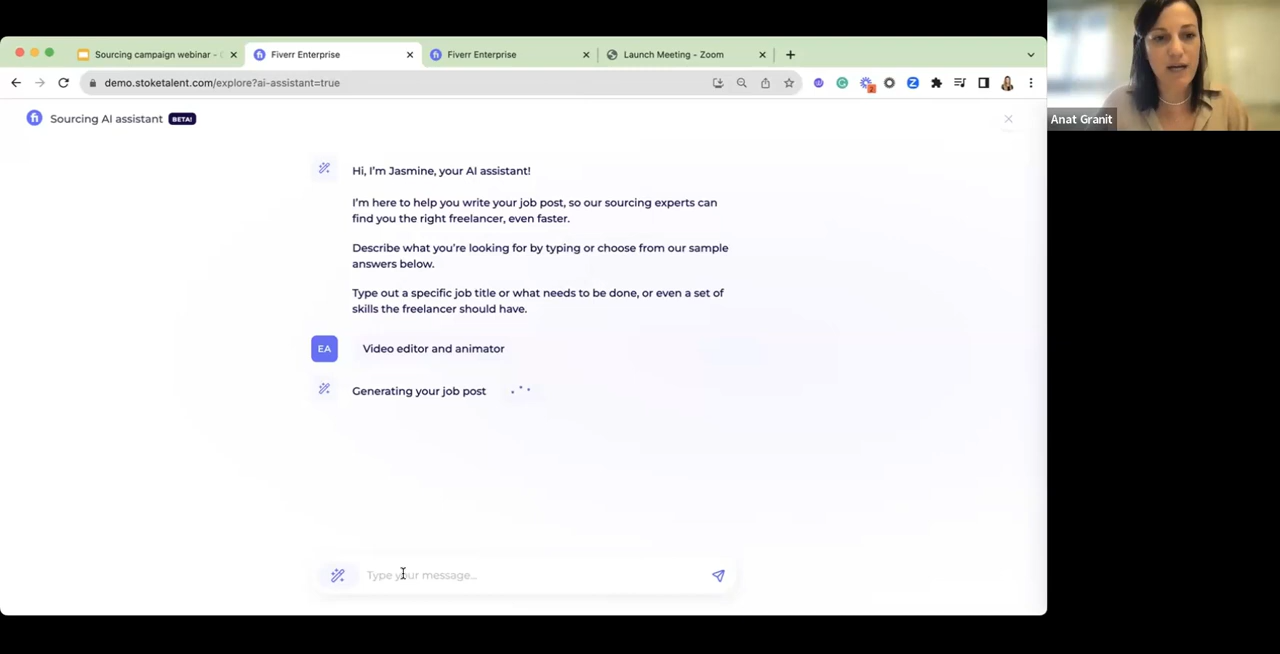 Sourcing campaign webinar -
Fiverr Enterprise
Fiverr Enterprise
Launch Meeting - Zoom
demo.stoketalent.com/explore?ai-assistant=true
2
Z
fi Sourcing AI assistant BETA!
Anat Granit
Hi, I'm Jasmine, your AI assistant!
I'm here to help you write your job post, so our sourcing experts can
find you the right freelancer, even faster.
Describe what you're looking for by typing or choose from our sample
answers below.
Type out a specific job title or what needs to be done, or even a set of
skills the freelancer should have.
EA Video editor and animator
Generating your job post
Type your message...